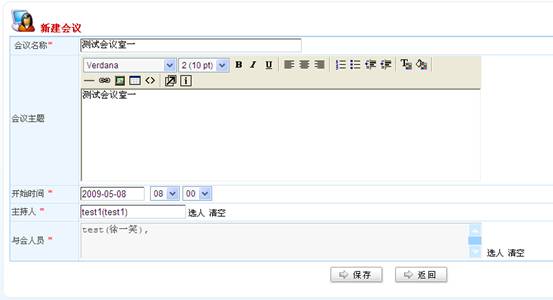 新建会议
会议名称* 测试会议室一
Verdana 2 (10 pt) B I U
会议主题 测试会议室一
开始时间 * 2009-05-08 08 00
主持人 * test1(test1) 选人 清空
与会人员 * test(徐一笑), 选人 清空
保存 返回